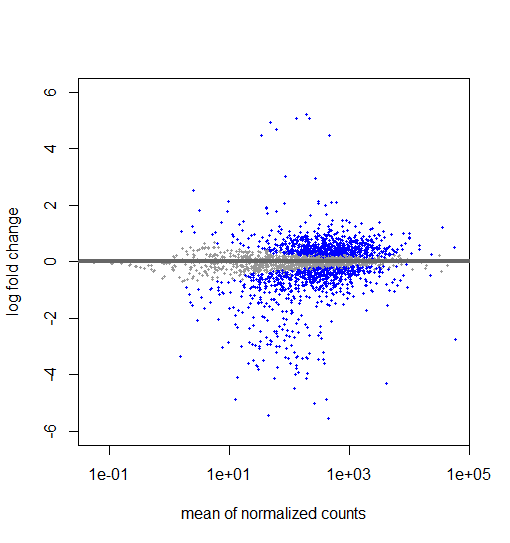 6
4
2
0
-2
-4
-6
log fold change
1e-01
1e+01
1e+03
1e+05
mean of normalized counts